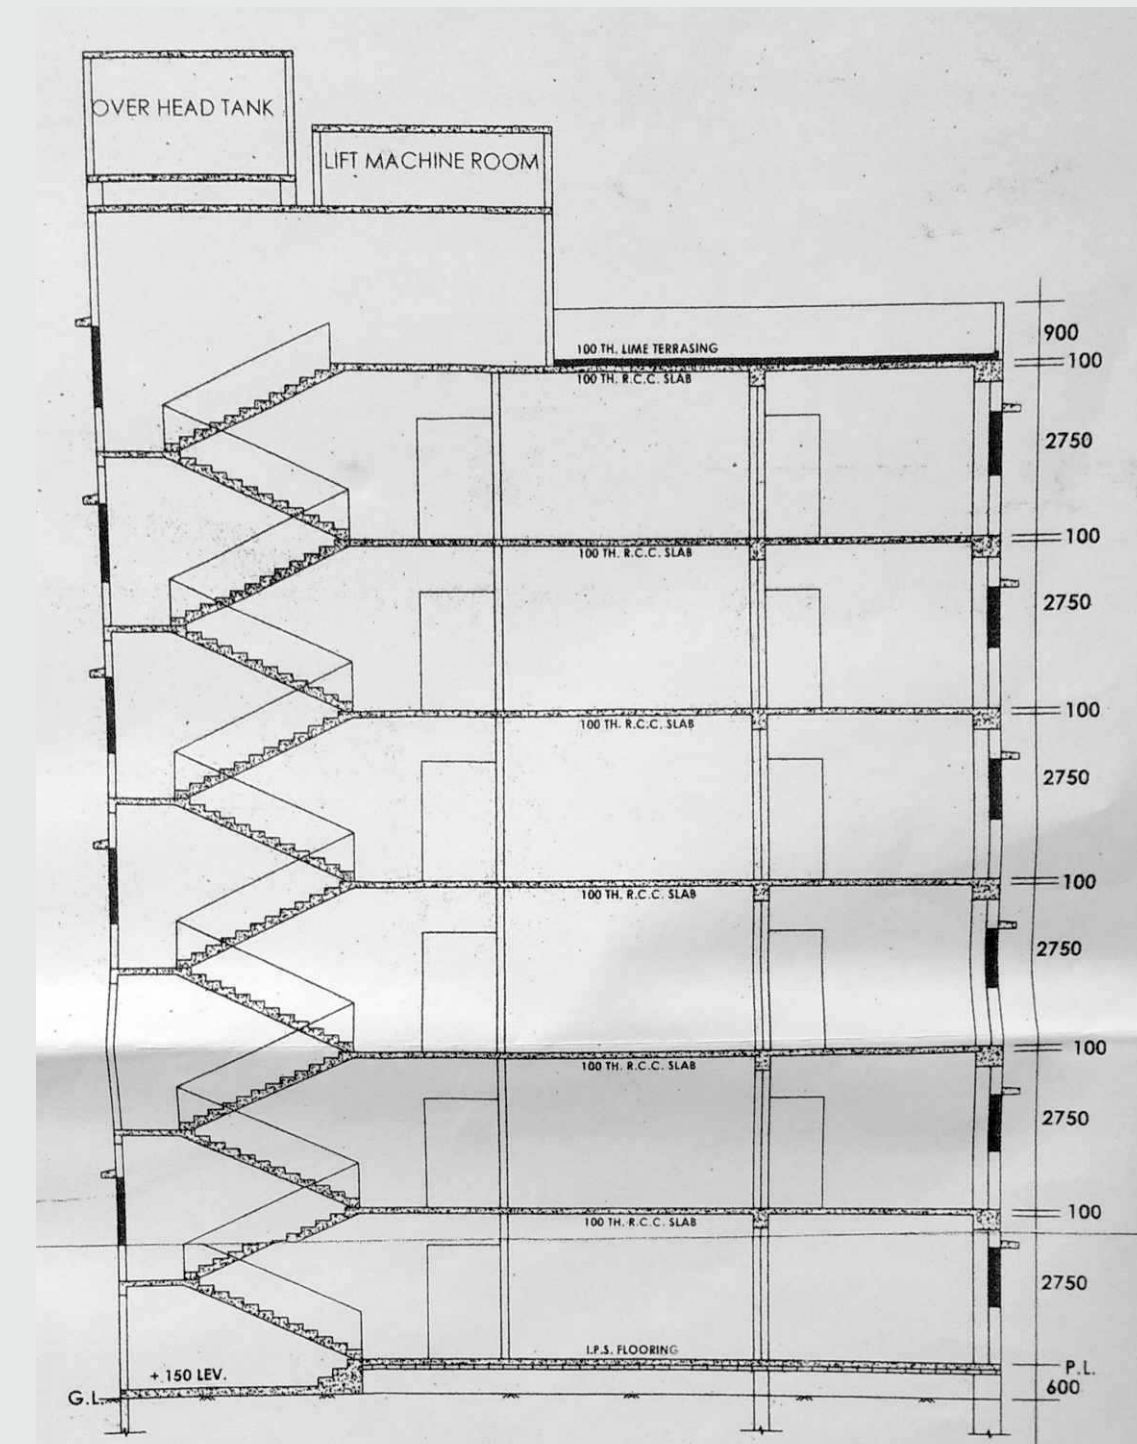 OVER HEAD TANK
LIFT MACHINE ROOM
900
100 TH. LIME TERRASING
100
100 TH. R.C.C. SLAB
2750
100
100 TH. R.C.C. SLAB
2750
100
100 TH. R.C.C. SLAB
2750
100
100 TH. R.C.C. SLAB
2750
100
100 TH. R.C.C. SLAB
2750
100
100 TH. R.C.C. SLAB
2750
I.P.S. FLOORING
P.L.
+.150 LEV.
600
G.L.